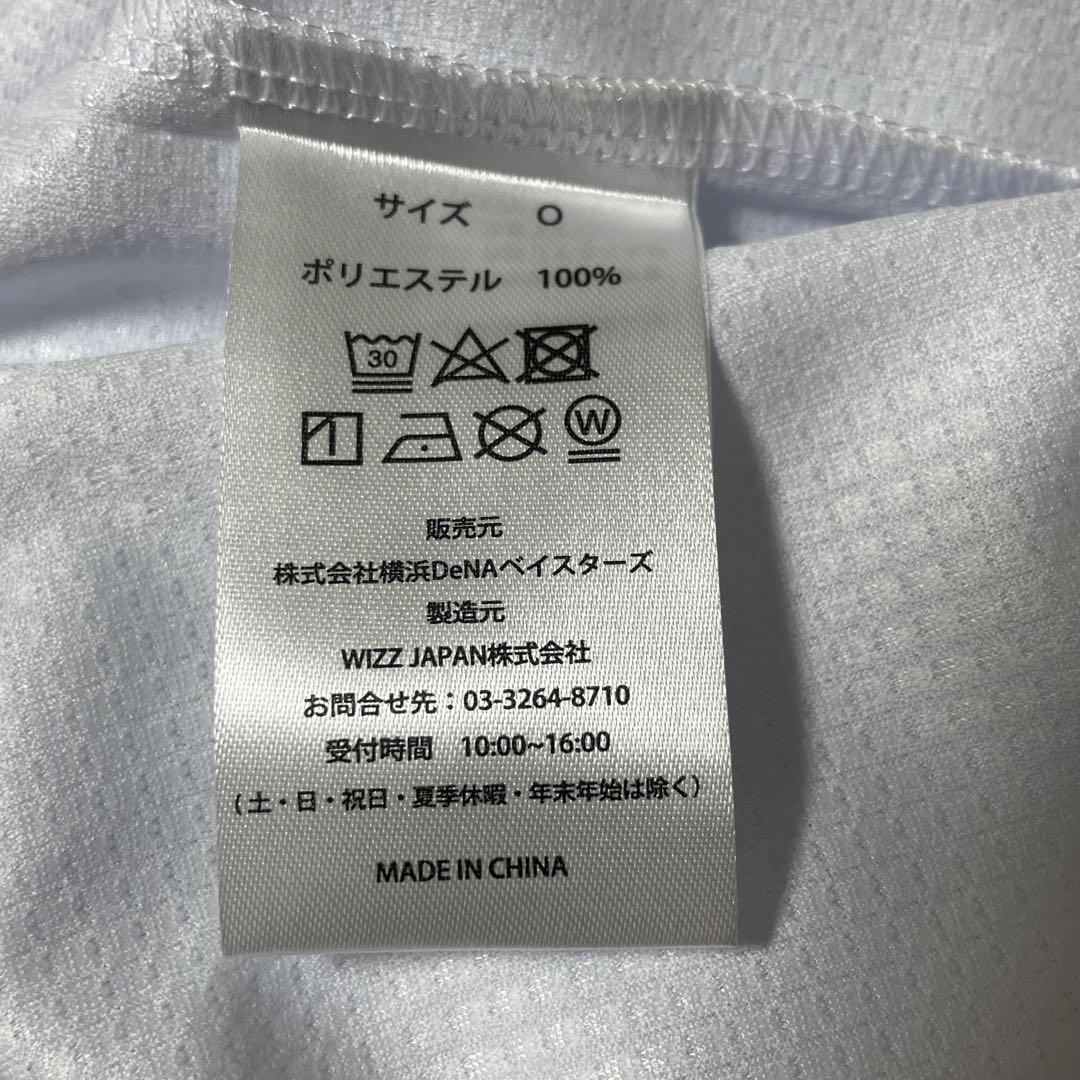 サイズ O
ポリエステル 100%
30
W
販売元
株式会社横浜DeNAベイスターズ
製造元
WIZZ JAPAN株式会社
お問合せ先：03-3264-8710
受付時間 10:00~16:00
（土・日・祝日・夏季休暇・年末年始は除く）
MADE IN CHINA